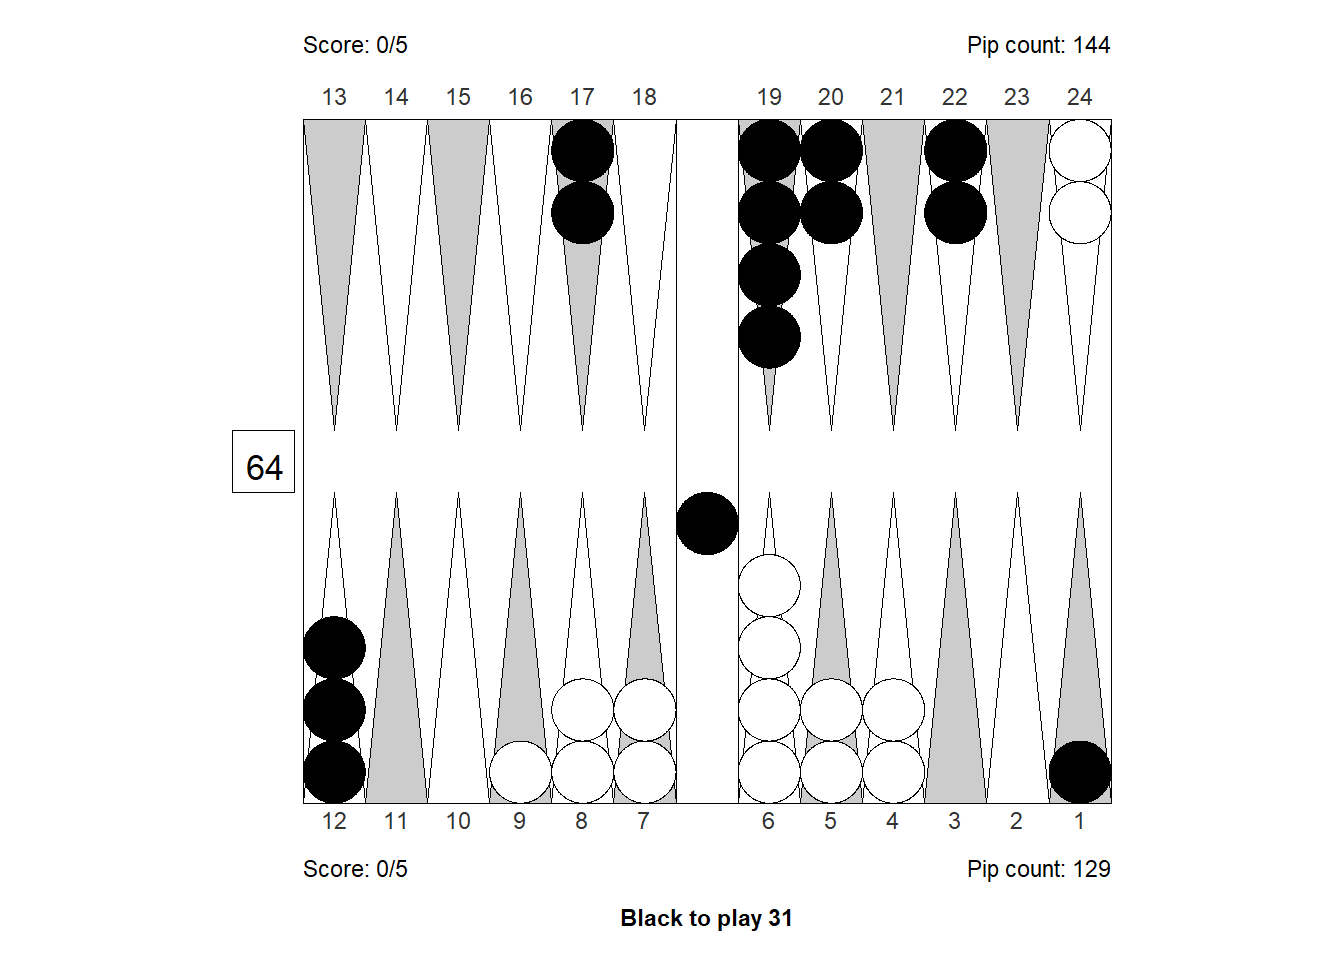 Score: 0/5 Pip count: 144
13 14 15 16 17 18 19 20 21 22 23 24
64
12 11 10 9 8 7 6 5 4 3 2 1
Score: 0/5 Pip count: 129
Black to play 31